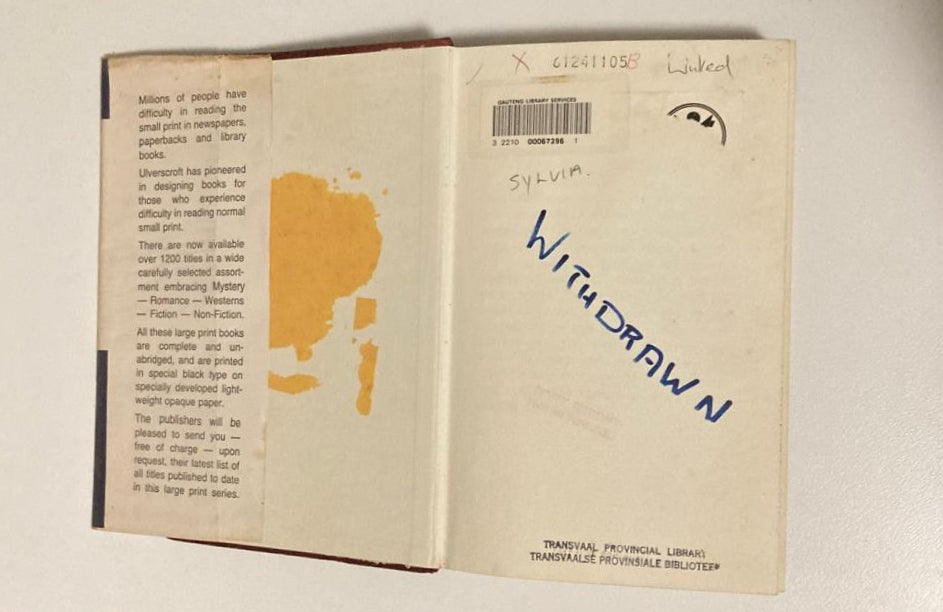 Millions of people have
difficulty in reading the
small print in newspapers,
paperbacks and library
books.
Ulverscroft has pioneered
in designing books for
those who experience
difficulty in reading normal
small print.
There are now available
over 1200 titles in a wide
carefully selected assort-
ment embracing Mystery
— Romance — Westerns
— Fiction — Non-Fiction.
All these large print books
are complete and un-
abridged, and are printed
in special black type on
specially developed light-
weight opaque paper.
The publishers will be
pleased to send you —
free of charge — upon
request, their latest list of
all titles published to date
in this large print series.
X 61241105B Linked
GAUTENG LIBRARY SERVICES
3 2210 00067296 1
SYLVIA.
WITHDRAWN
TRANSVAAL PROVINCIAL LIBRARY
TRANSVAALSE PROVINSIALE BIBLIOTEEK